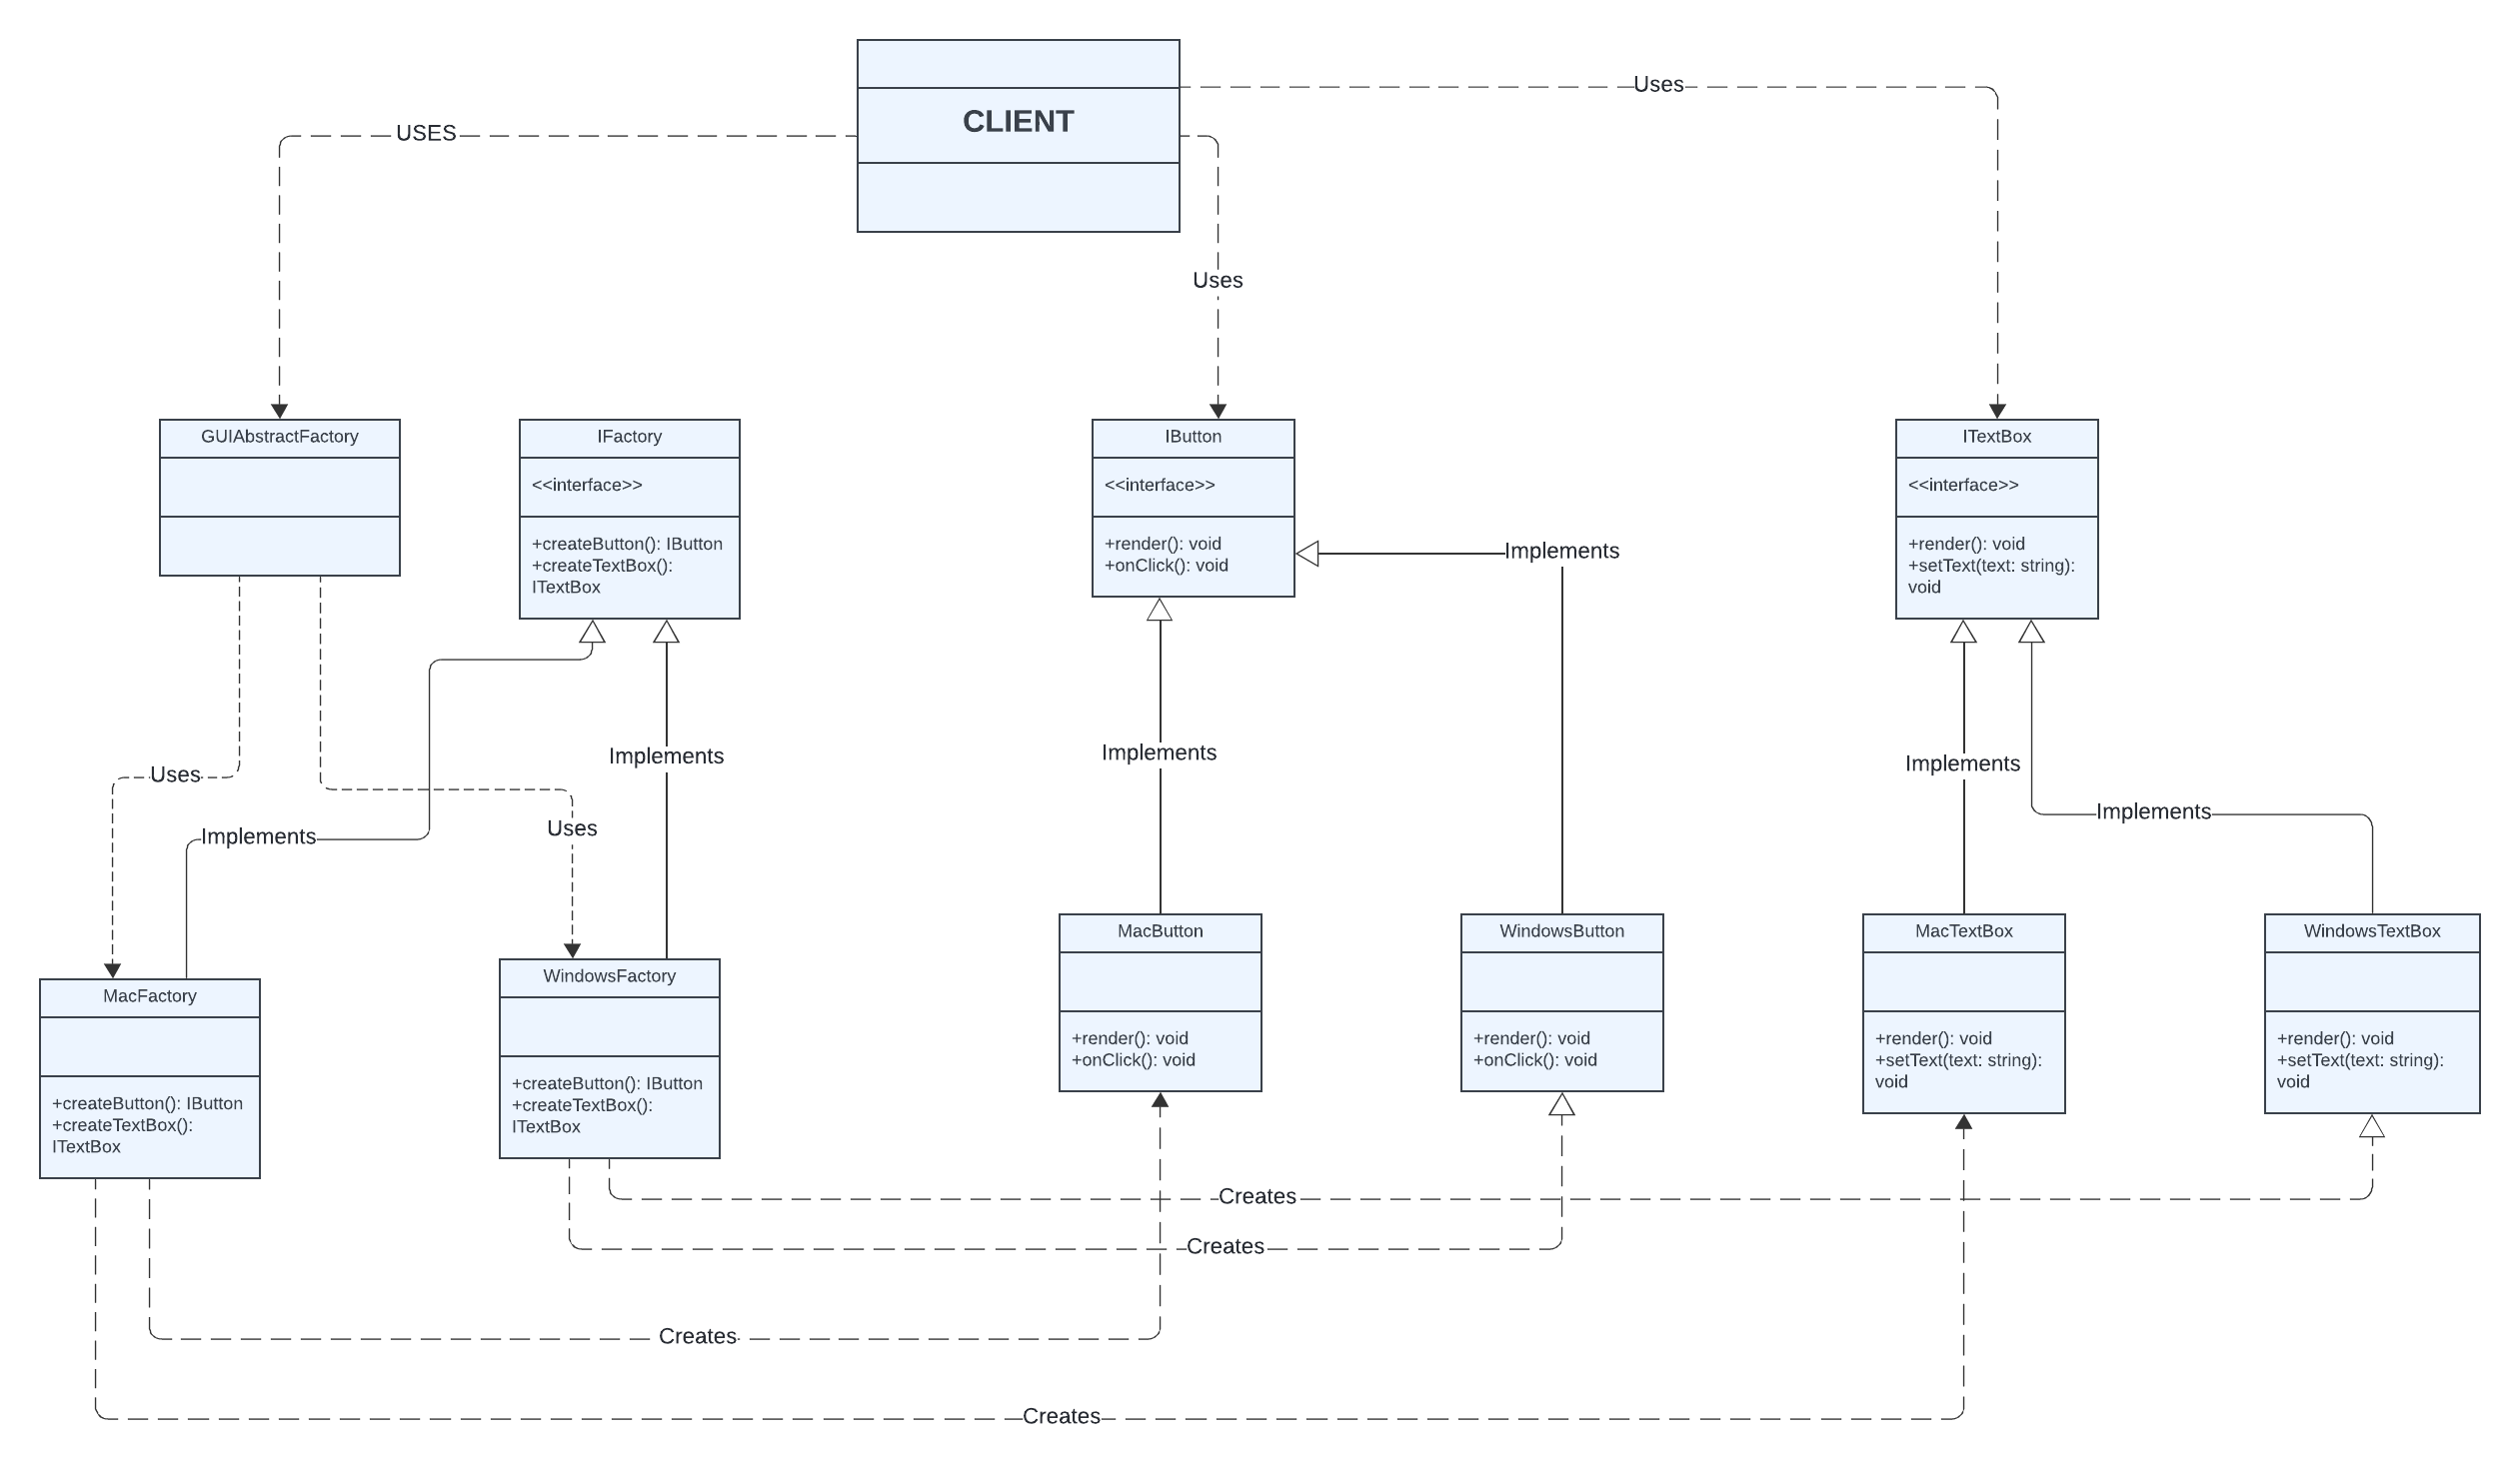 CLIENT
Uses
USES
Uses
GUIAbstractFactory
IFactory
<<interface>>
+createButton(): IButton
+createTextBox():
ITextBox
IButton
<<interface>>
+render(): void
+onClick(): void
ITextBox
<<interface>>
+render(): void
+setText(text: string):
void
Implements
Implements
Implements
Implements
Uses
Implements
Uses
Implements
MacFactory
+createButton(): IButton
+createTextBox():
ITextBox
WindowsFactory
+createButton(): IButton
+createTextBox():
ITextBox
MacButton
+render(): void
+onClick(): void
WindowsButton
+render(): void
+onClick(): void
MacTextBox
+render(): void
+setText(text: string):
void
WindowsTextBox
+render(): void
+setText(text: string):
void
Creates
Creates
Creates
Creates